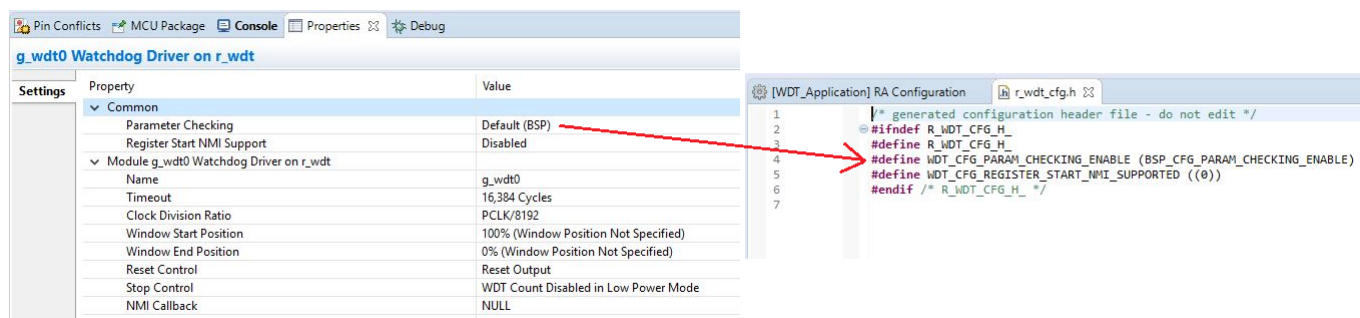 Pin Conflicts MCU Package Console Properties Debug
g_wdt0 Watchdog Driver on r_wdt
Settings
Property Value
Common
Parameter Checking Default (BSP)
Register Start NMI Support Disabled
Module g_wdt0 Watchdog Driver on r_wdt
Name g_wdt0
Timeout 16,384 Cycles
Clock Division Ratio PCLK/8192
Window Start Position 100% (Window Position Not Specified)
Window End Position 0% (Window Position Not Specified)
Reset Control Reset Output
Stop Control WDT Count Disabled in Low Power Mode
NMI Callback NULL
[WDT_Application] RA Configuration r_wdt_cfg.h
1 /* generated configuration header file - do not edit */
2 #ifndef R_WDT_CFG_H_
3 #define R_WDT_CFG_H_
4 #define WDT_CFG_PARAM_CHECKING_ENABLE (BSP_CFG_PARAM_CHECKING_ENABLE)
5 #define WDT_CFG_REGISTER_START_NMI_SUPPORTED ((0))
6 #endif /* R_WDT_CFG_H_ */
7